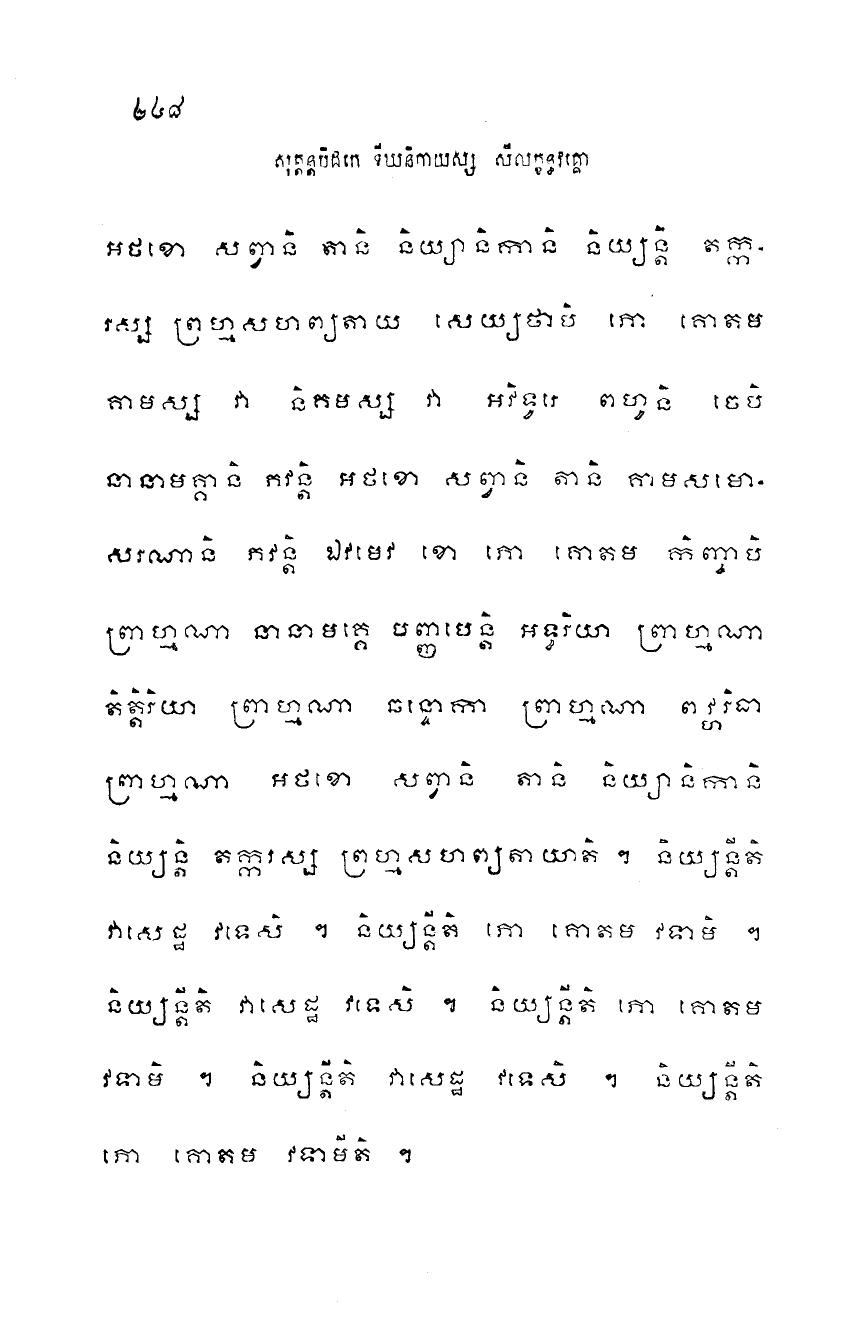 ២៤៨
សុត្តន្តបិដកេ ទីឃនិកាយស្ស សីលក្ខន្ធវគ្គោ
អថខោ សព្វានិ តានិ និយ្យានិកានិ និយ្យន្តិ តក្ក-
រស្ស ព្រហ្មសហព្យតាយ សេយ្យថាបិ ភោ គោតម
គាមស្ស វា និគមស្ស វា អវិទូរេ ពហូនិ ចេបិ
នានាមគ្គានិ ភវន្តិ អថខោ សព្វានិ តានិ គាមសមោ-
សរណានិ ភវន្តិ ឯវមេវ ខោ ភោ គោតម កិញ្ចាបិ
ព្រាហ្មណា នានាមគ្គេ បញ្ញបេន្តិ អទ្ធរិយា ព្រាហ្មណា
តិត្តិរិយា ព្រាហ្មណា ឆន្ទោកា ព្រាហ្មណា ពវ្ហរិជា
ព្រាហ្មណា អថខោ សព្វានិ តានិ និយ្យានិកានិ
និយ្យន្តិ តក្ករស្ស ព្រហ្មសហព្យតាយាតិ ។ និយ្យន្តីតិ
វាសេដ្ឋ វទេសិ ។ និយ្យន្តីតិ ភោ គោតម វទាមិ ។
និយ្យន្តីតិ វាសេដ្ឋ វទេសិ ។ និយ្យន្តីតិ ភោ គោតម
វទាមិ ។ និយ្យន្តីតិ វាសេដ្ឋ វទេសិ ។ និយ្យន្តីតិ
ភោ គោតម វទាមីតិ ។